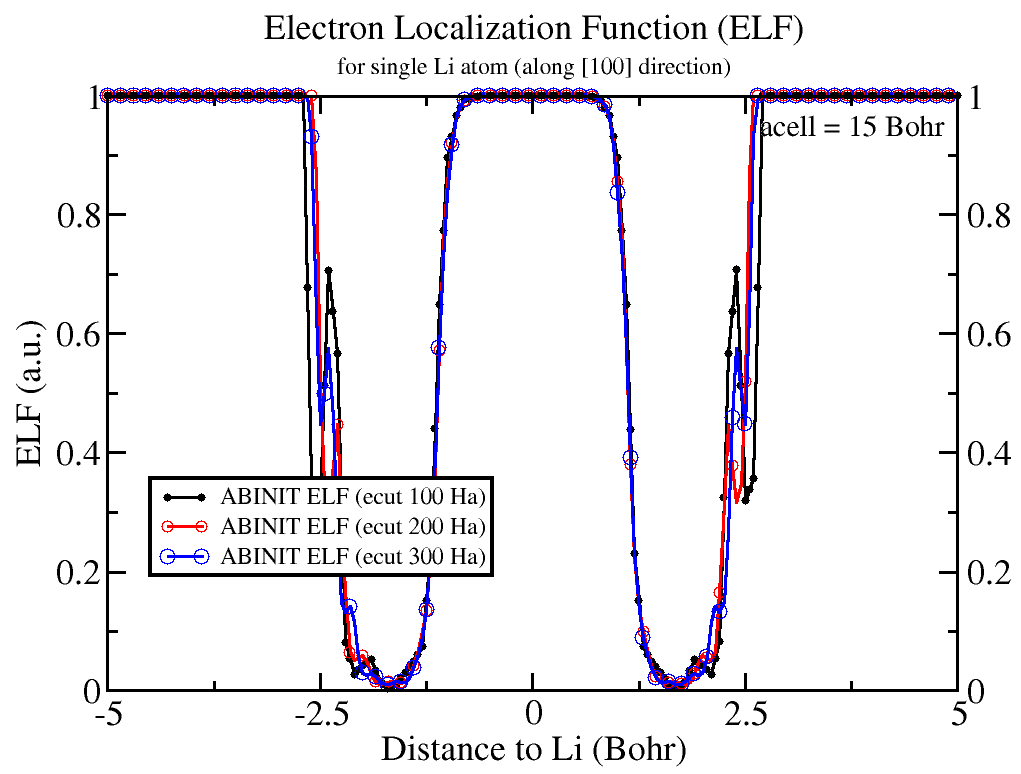 Electron Localization Function (ELF)
for single Li atom (along [100] direction)
acell = 15 Bohr
1
0.8
0.6
0.4
0.2
0
ELF (a.u.)
1
0.8
0.6
0.4
0.2
0
ABINIT ELF (ecut 100 Ha)
ABINIT ELF (ecut 200 Ha)
ABINIT ELF (ecut 300 Ha)
-5 -2.5 0 2.5 5
Distance to Li (Bohr)